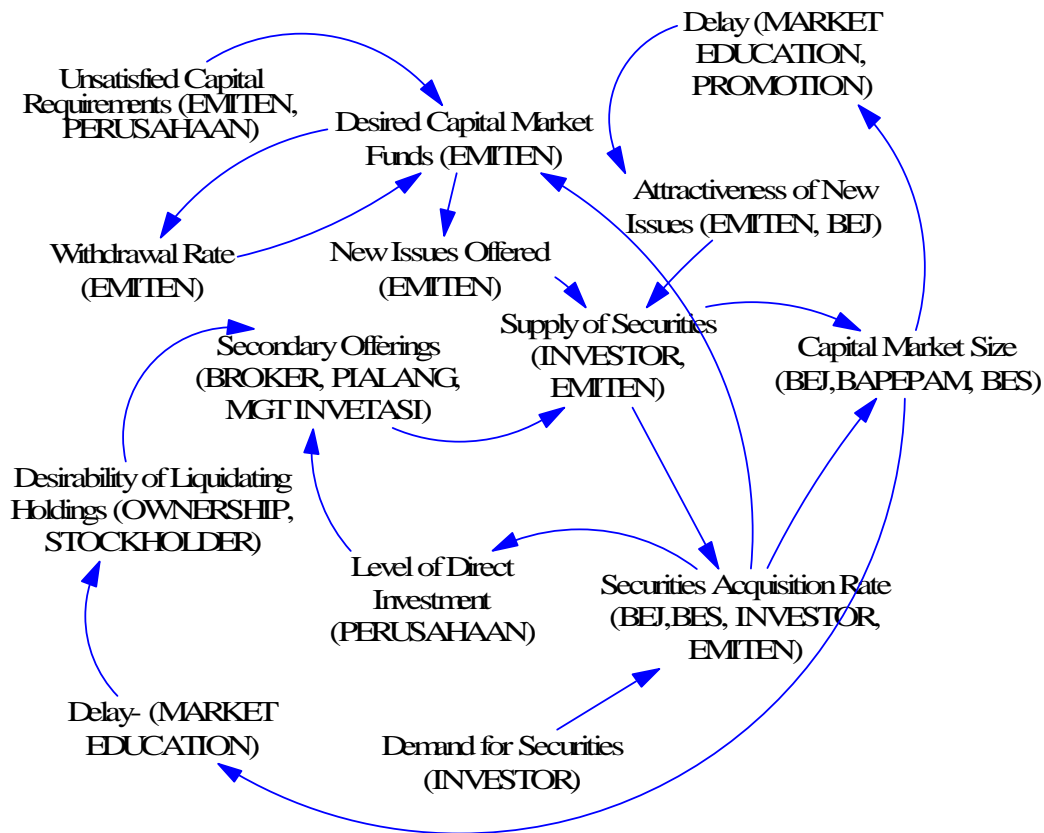 Delay (MARKET
EDUCATION,
PROMOTION)
Unsatisfied Capital
Requirements (EMITEN,
PERUSAHAAN)
Desired Capital Market
Funds (EMITEN)
Attractiveness of New
Issues (EMITEN, BEJ)
Withdrawal Rate
(EMITEN)
New Issues Offered
(EMITEN)
Supply of Securities
(INVESTOR,
EMITEN)
Secondary Offerings
(BROKER, PIALANG,
MGT INVETASI)
Capital Market Size
(BEJ,BAPEPAM, BES)
Desirability of Liquidating
Holdings (OWNERSHIP,
STOCKHOLDER)
Level of Direct
Investment
(PERUSAHAAN)
Securities Acquisition Rate
(BEJ,BES, INVESTOR,
EMITEN)
Delay- (MARKET
EDUCATION)
Demand for Securities
(INVESTOR)